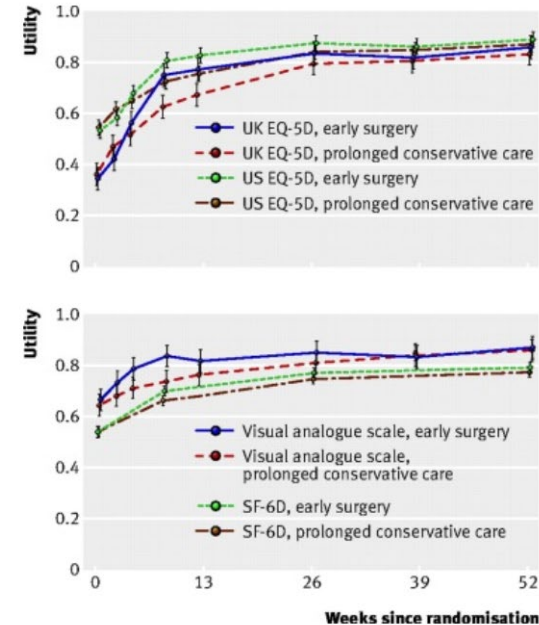 Utility
1.0
0.8
0.6
0.4
0.2
0
UK EQ-5D, early surgery
UK EQ-5D, prolonged conservative care
US EQ-5D, early surgery
US EQ-5D, prolonged conservative care
Utility
1.0
0.8
0.6
0.4
0.2
0
Visual analogue scale, early surgery
Visual analogue scale,
prolonged conservative care
SF-6D, early surgery
SF-6D, prolonged conservative care
0 13 26 39 52
Weeks since randomisation